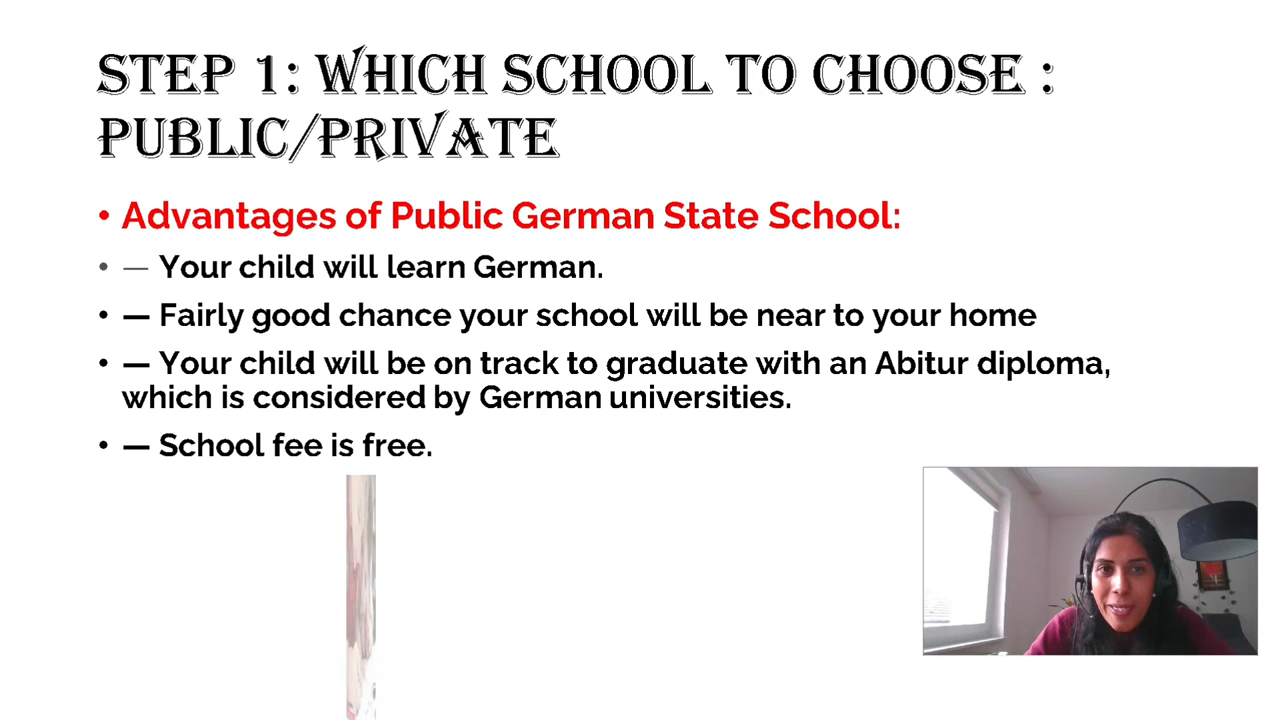 STEP 1: WHICH SCHOOL TO CHOOSE :
PUBLIC/PRIVATE
• Advantages of Public German State School:
• — Your child will learn German.
• — Fairly good chance your school will be near to your home
• — Your child will be on track to graduate with an Abitur diploma,
which is considered by German universities.
• — School fee is free.